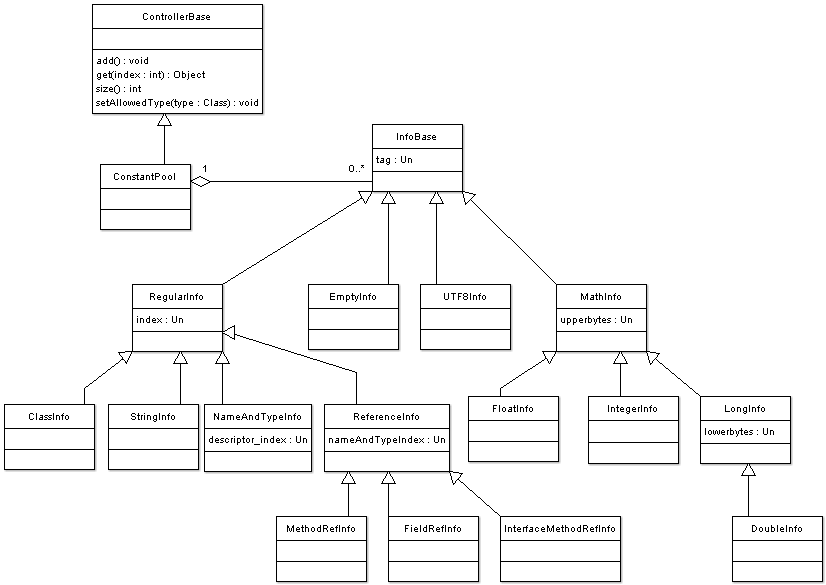 ControllerBase
add() : void
get(index : int) : Object
size() : int
setAllowedType(type : Class) : void
InfoBase
tag : Un
1
0..*
ConstantPool
RegularInfo
index : Un
EmptyInfo
UTF8Info
MathInfo
upperbytes : Un
ClassInfo
StringInfo
NameAndTypeInfo
descriptor_index : Un
ReferenceInfo
nameAndTypeIndex : Un
FloatInfo
IntegerInfo
LongInfo
lowerbytes : Un
MethodRefInfo
FieldRefInfo
InterfaceMethodRefInfo
DoubleInfo